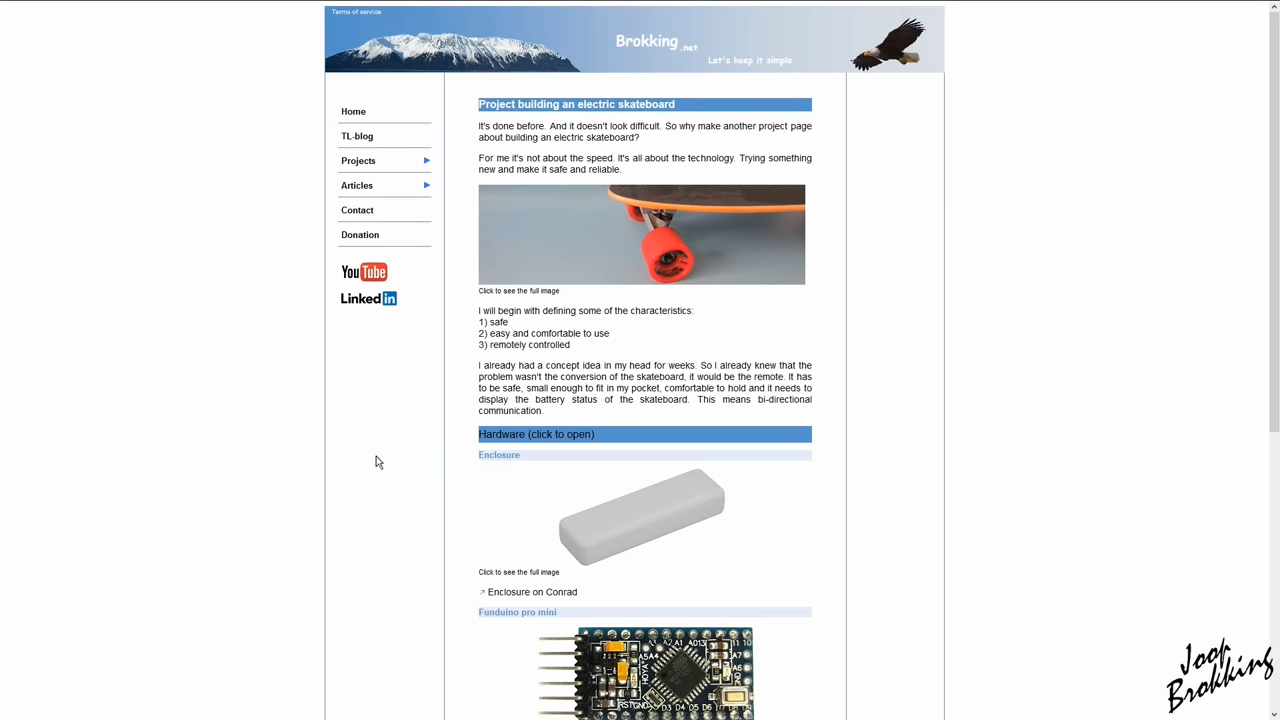 Terms of service
Brokking.net
Let's keep it simple
Home
TL-blog
Projects
Articles
Contact
Donation
YouTube
Linkedin
Project building an electric skateboard
It's done before. And it doesn't look difficult. So why make another project page
about building an electric skateboard?
For me it's not about the speed. It's all about the technology. Trying something
new and make it safe and reliable.
Click to see the full image
I will begin with defining some of the characteristics:
1) safe
2) easy and comfortable to use
3) remotely controlled
I already had a concept idea in my head for weeks. So I already knew that the
problem wasn't the conversion of the skateboard, it would be the remote. It has
to be safe, small enough to fit in my pocket, comfortable to hold and it needs to
display the battery status of the skateboard. This means bi-directional
communication.
Hardware (click to open)
Enclosure
Click to see the full image
Enclosure on Conrad
Funduino pro mini
Joop
Brokking